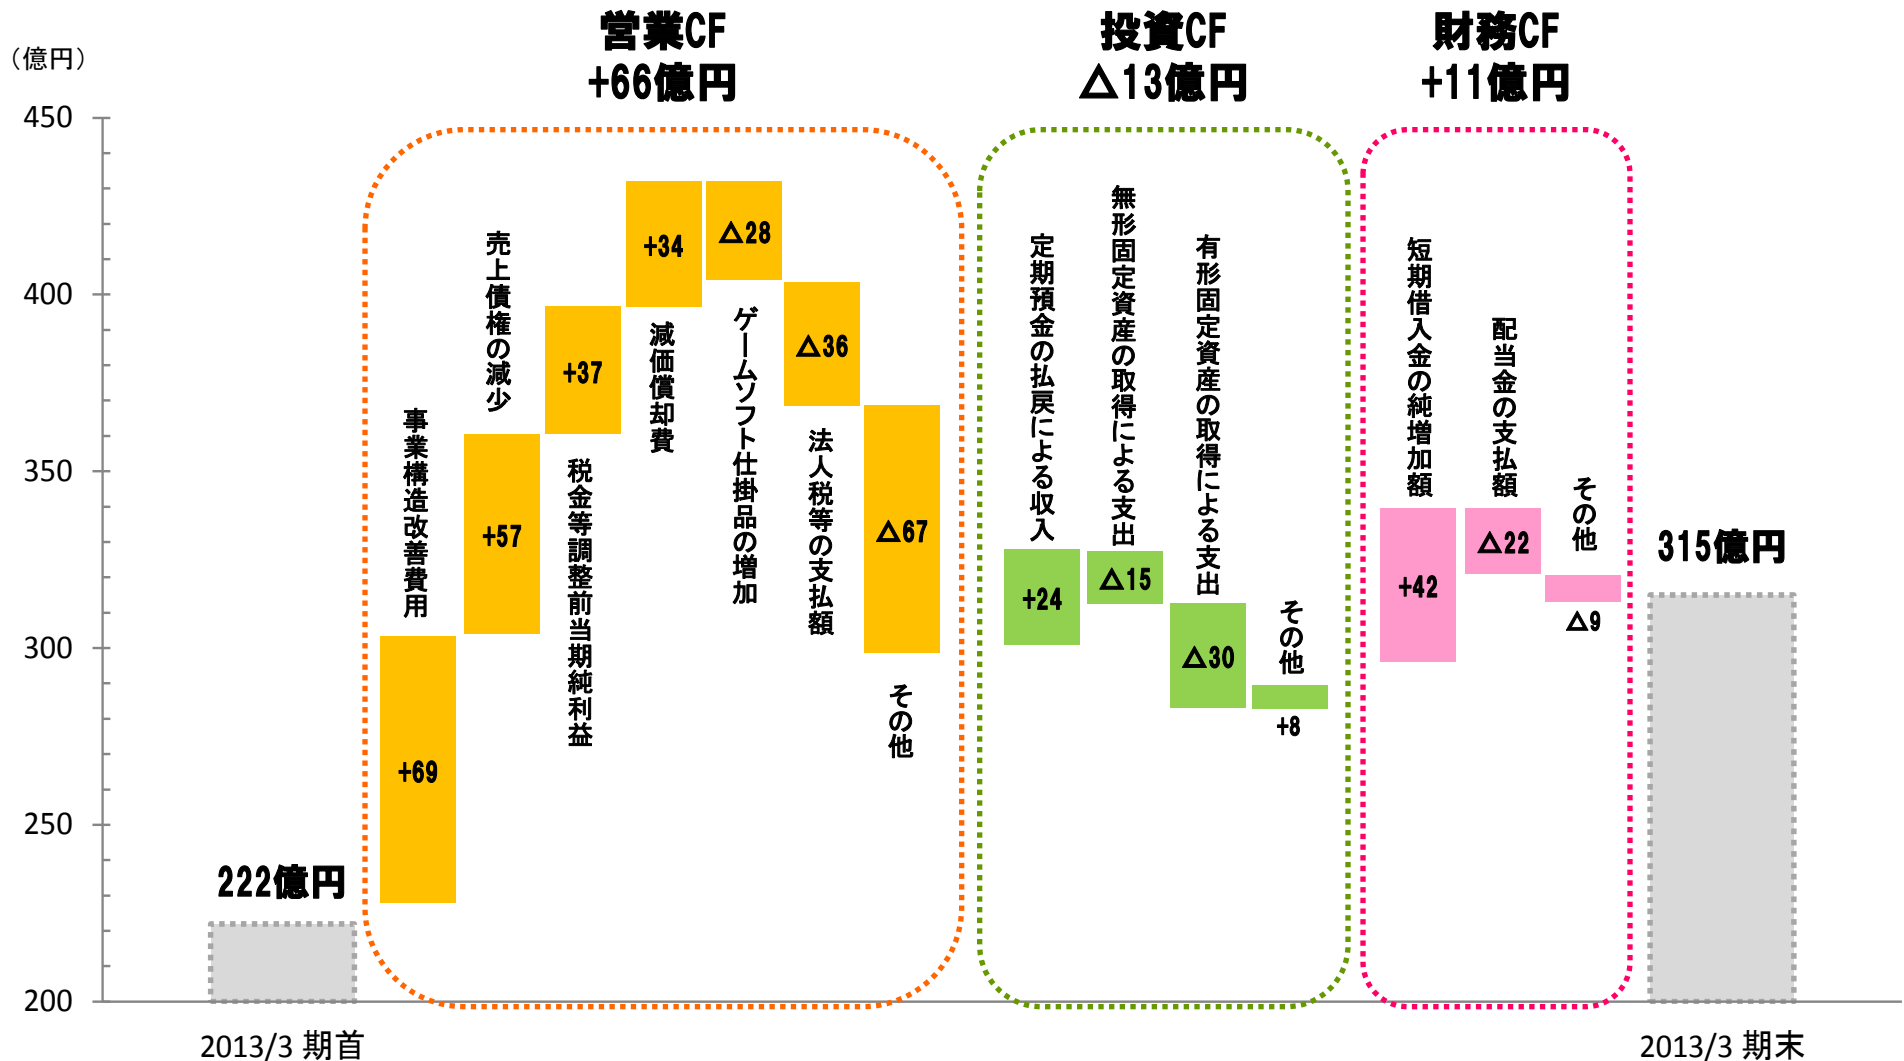 （億円）
営業CF
+66億円
投資CF
△13億円
財務CF
+11億円
450
400
350
300
250
200
222億円
2013/3 期首
事業構造改善費用
+69
売上債権の減少
+57
税金等調整前当期純利益
+37
減価償却費
+34
ゲームソフト仕掛品の増加
△28
法人税等の支払額
△36
その他
△67
定期預金の払戻による収入
+24
無形固定資産の取得による支出
△15
有形固定資産の取得による支出
△30
その他
+8
短期借入金の純増加額
+42
配当金の支払額
△22
その他
△9
315億円
2013/3 期末